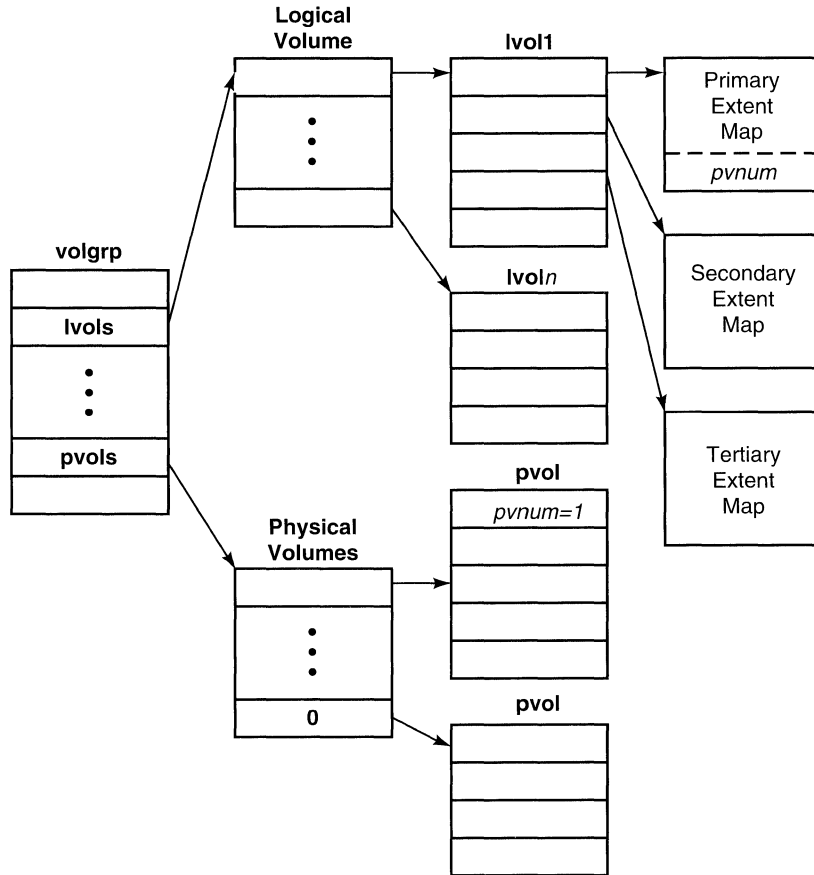 Logical
Volume
lvol1
Primary
Extent
Map
pvnum
volgrp
lvols
pvols
lvoln
Secondary
Extent
Map
Tertiary
Extent
Map
pvol
pvnum=1
Physical
Volumes
0
pvol